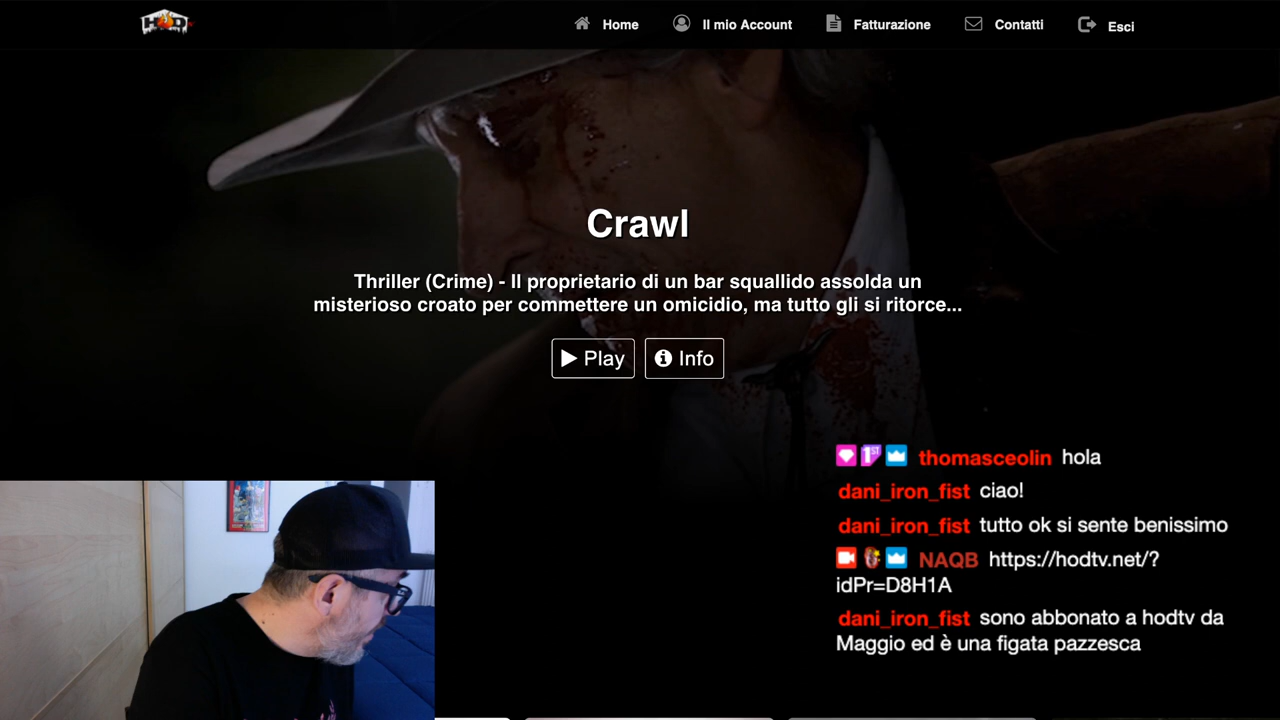 HOD
Home
Il mio Account
Fatturazione
Contatti
Esci
Crawl
Thriller (Crime) - Il proprietario di un bar squallido assolda un
misterioso croato per commettere un omicidio, ma tutto gli si ritorce...
Play
Info
1ST thomasceolin hola
dani_iron_fist ciao!
dani_iron_fist tutto ok si sente benissimo
NAQB https://hodtv.net/?
idPr=D8H1A
dani_iron_fist sono abbonato a hodtv da
Maggio ed è una figata pazzesca